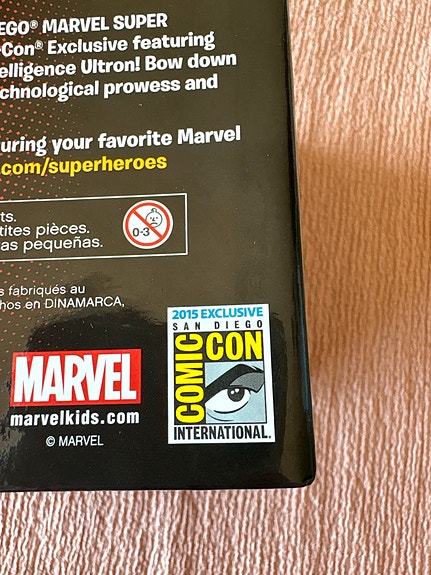 EGO® MARVEL SUPER
-Con® Exclusive featuring
elligence Ultron! Bow down
chnological prowess and
uring your favorite Marvel
.com/superheroes
ts.
tites pièces.
as pequeñas.
0-3
s fabriqués au
hos en DINAMARCA,
2015 EXCLUSIVE
SAN DIEGO
COMIC CON
INTERNATIONAL.
MARVEL
marvelkids.com
© MARVEL